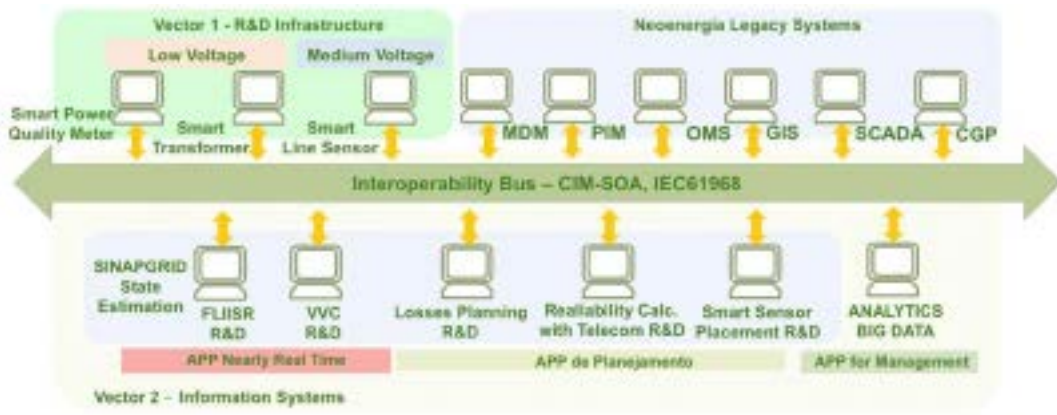 Vector 1 - R&D Infrastructure
Neoenergia Legacy Systems
Low Voltage
Medium Voltage
Smart Power
Quality Meter
Smart
Transformer
Smart
Line Sensor
MDM
PIM
OMS
GIS
SCADA
CGP
Interoperability Bus – CIM-SOA, IEC61968
SINAPGRID
State
Estimation
FLIISR
R&D
VVC
R&D
Losses Planning
R&D
Realiability Calc.
with Telecom R&D
Smart Sensor
Placement R&D
ANALYTICS
BIG DATA
APP Nearly Real Time
APP de Planejamento
APP for Management
Vector 2 – Information Systems